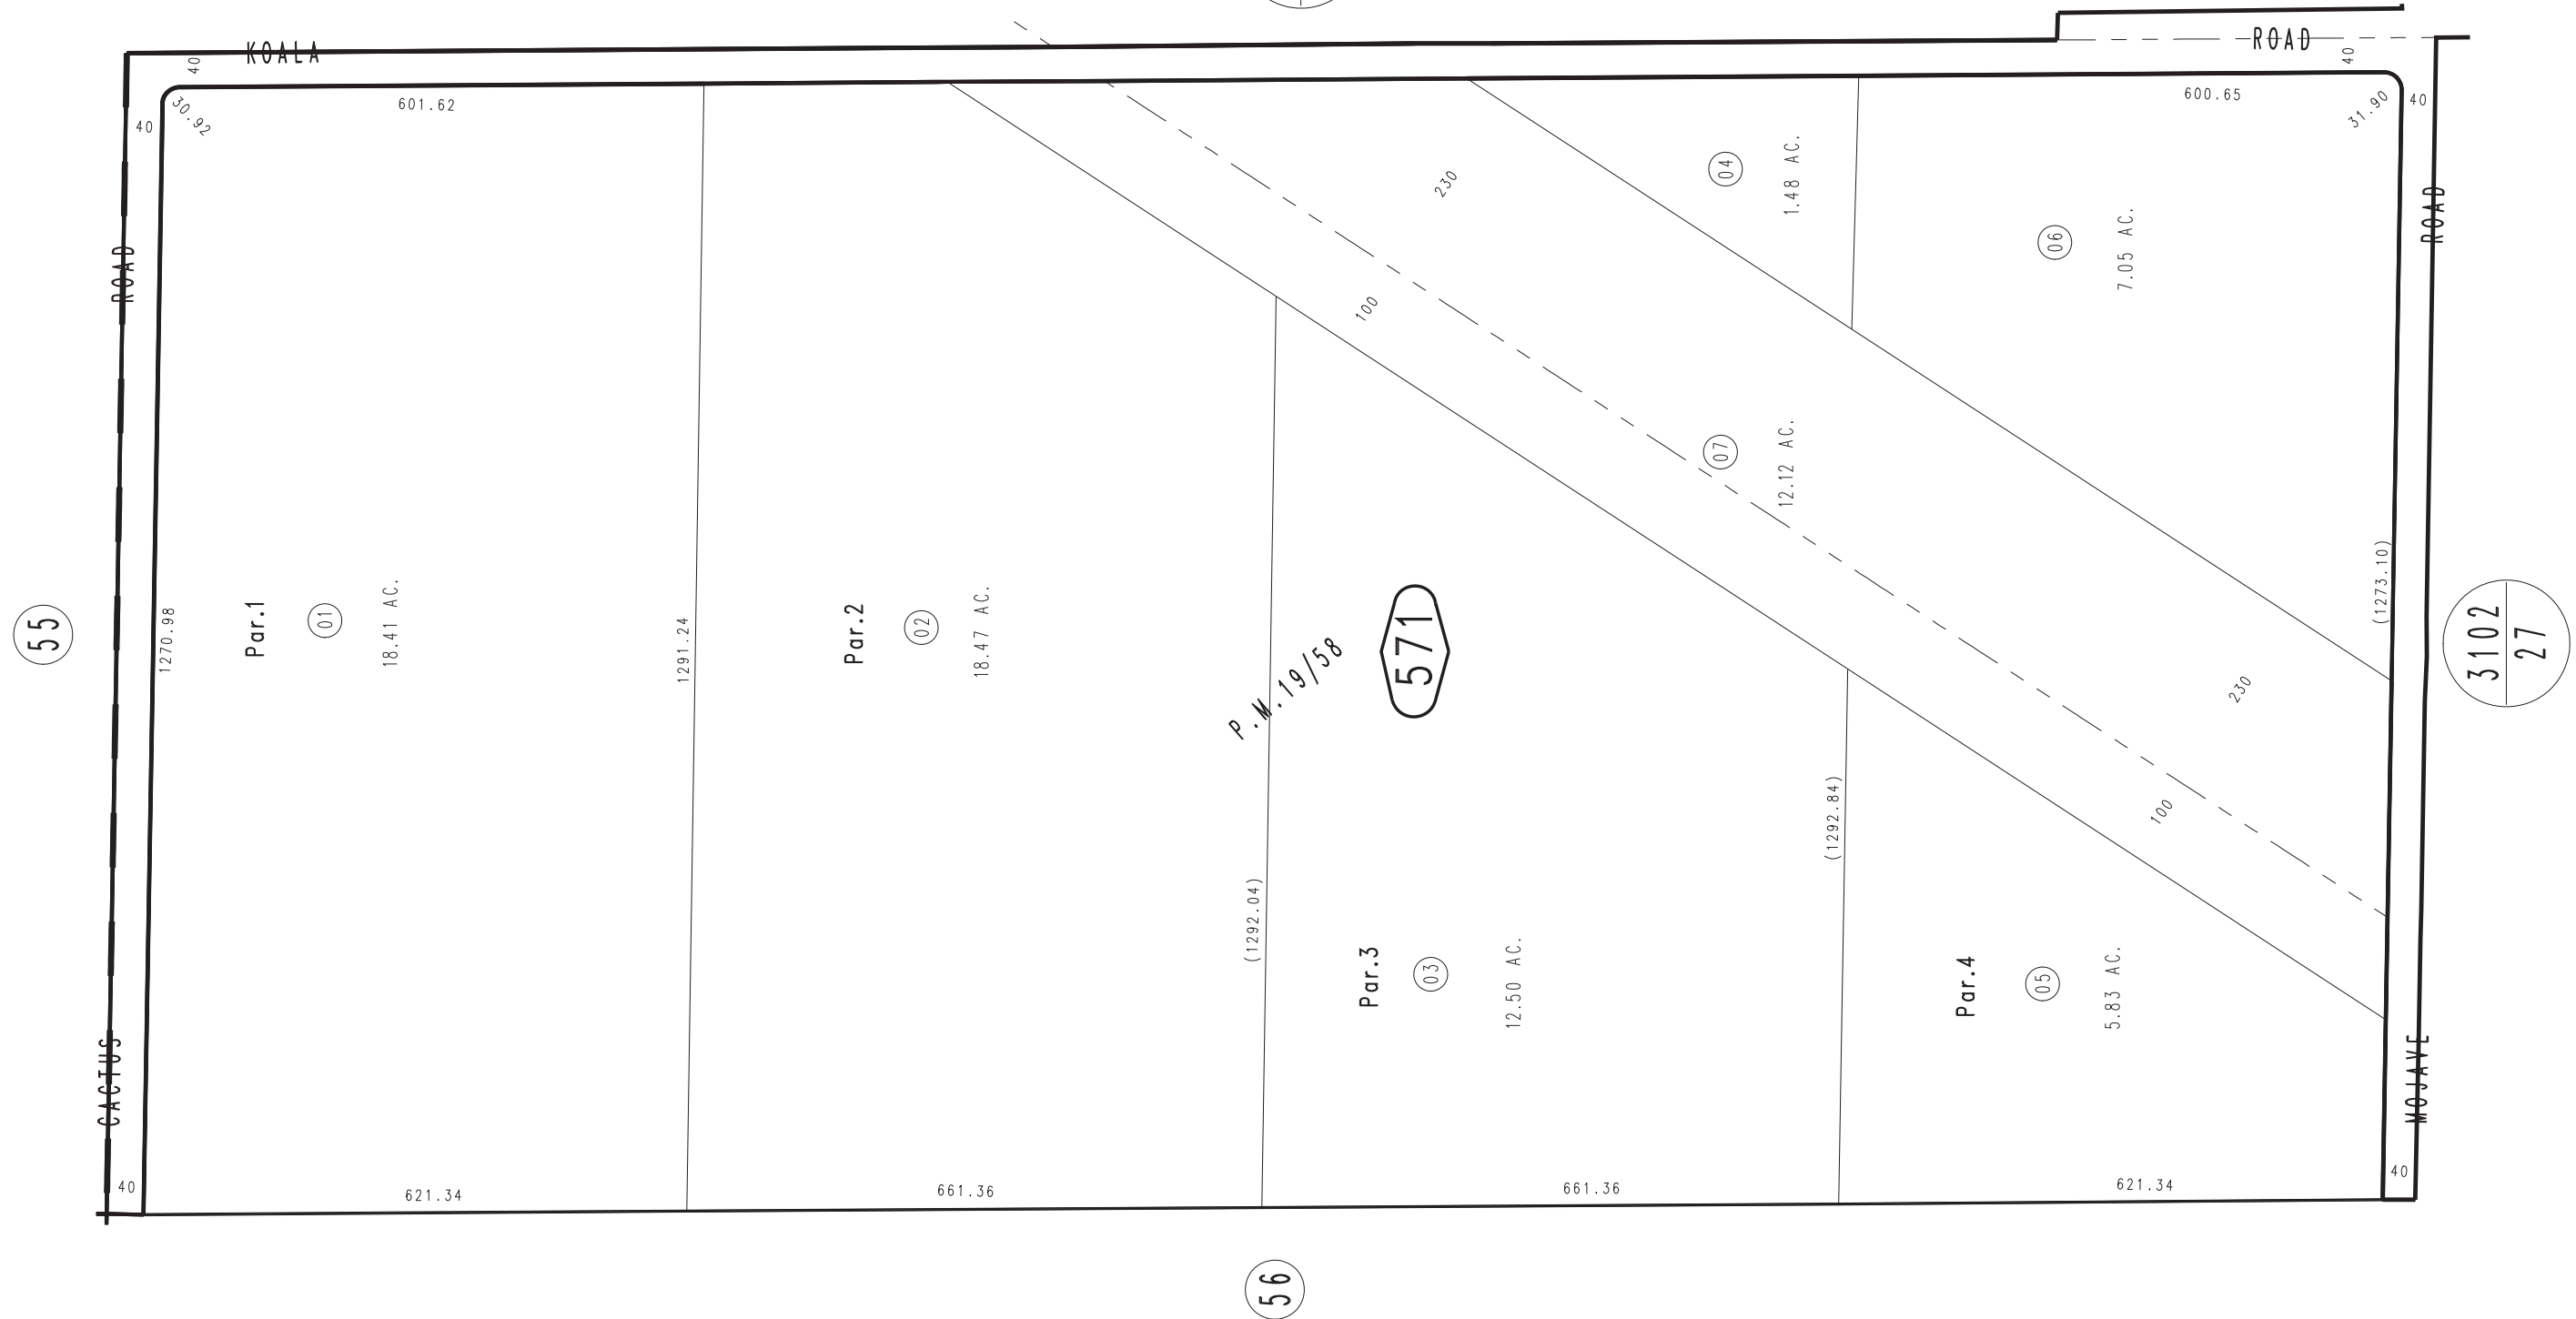 KOALA
ROAD
40
40
30.92
601.62
600.65
31.90
40
40
ROAD
ROAD
230
04
1.48 AC.
06
7.05 AC.
100
07
12.12 AC.
55
1270.98
Par.1
01
18.41 AC.
1291.24
Par.2
02
18.47 AC.
P.M.19/58
571
(1273.10)
3102
27
230
100
(1292.84)
(1292.04)
Par.3
03
12.50 AC.
Par.4
05
5.83 AC.
CACTUS
MOJAVE
40
40
621.34
661.36
661.36
621.34
56